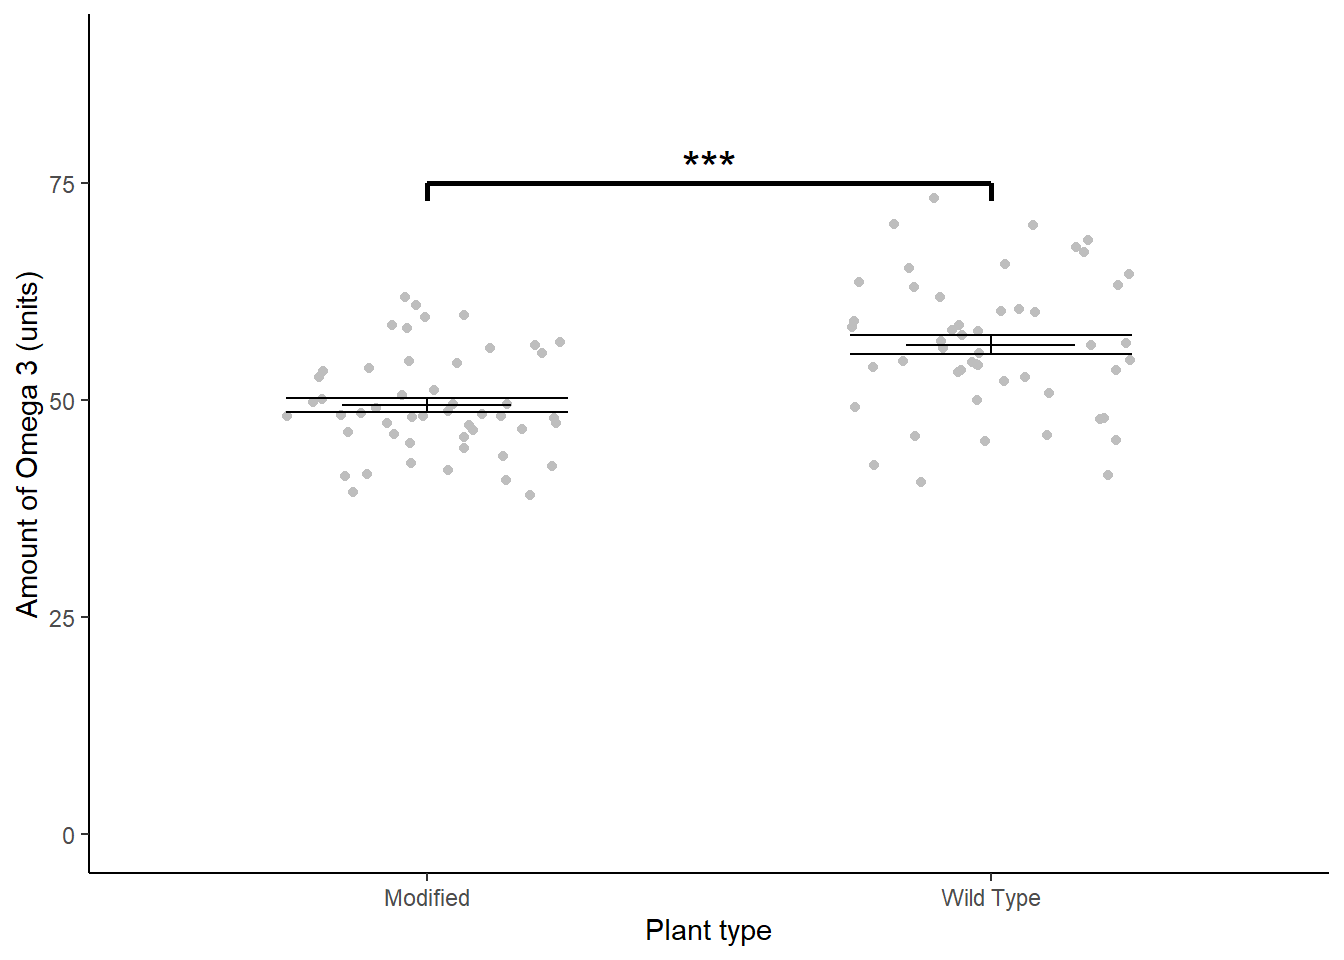 ***
75
50
25
0
Amount of Omega 3 (units)
Modified
Wild Type
Plant type